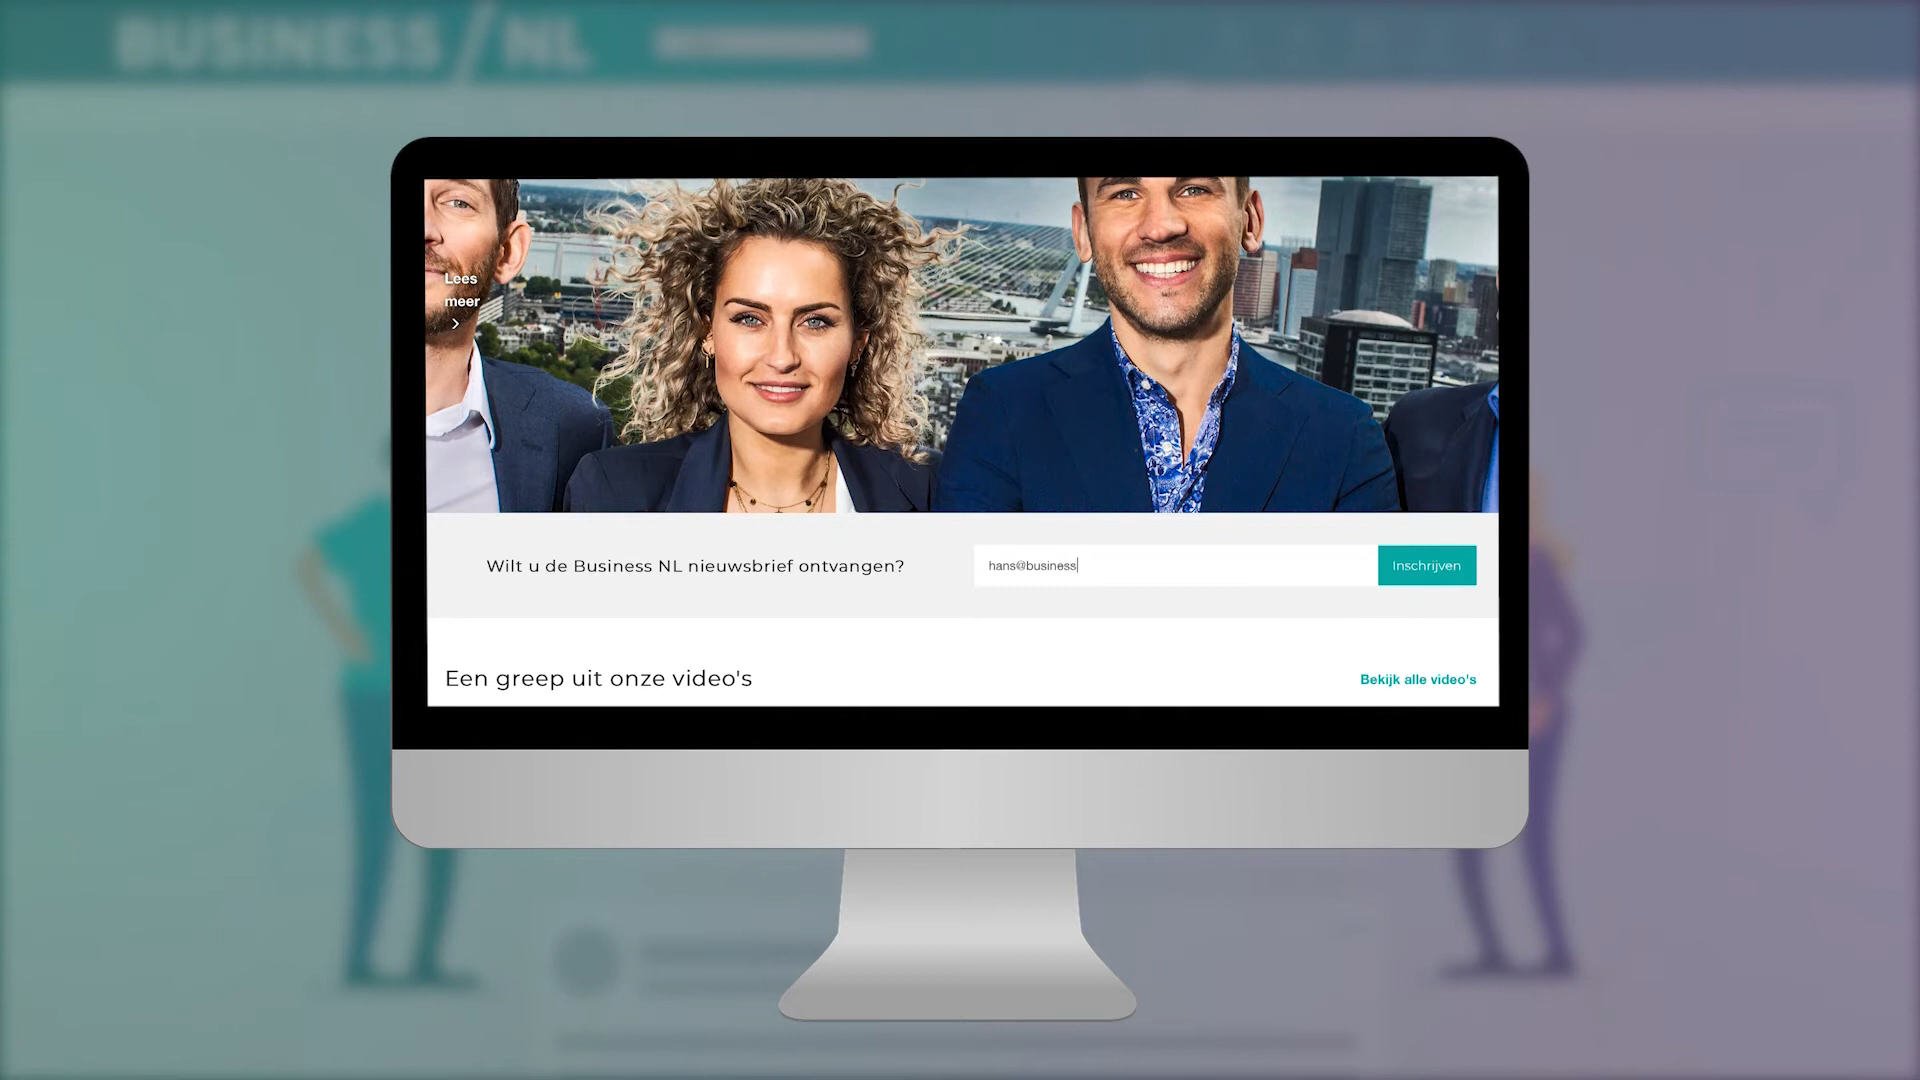 BUSINESS/NL
Lees
meer
Wilt u de Business NL nieuwsbrief ontvangen?
hans@business
Inschrijven
Een greep uit onze video's
Bekijk alle video's